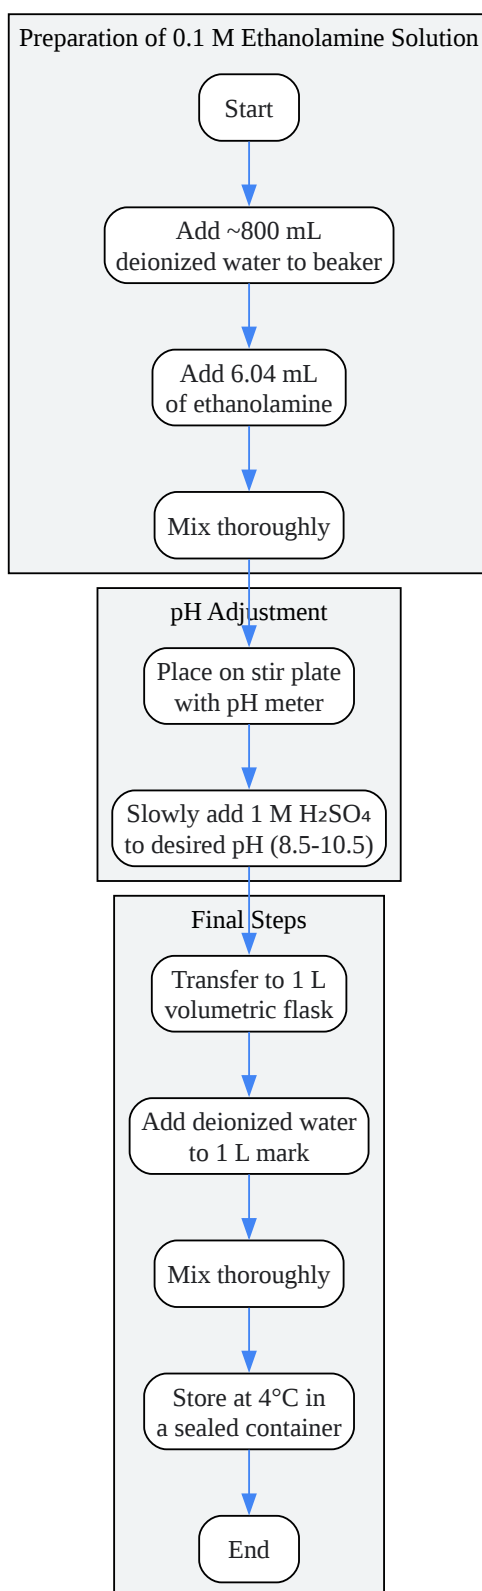 Preparation of 0.1 M Ethanolamine Solution
Start
Add ~800 mL
deionized water to beaker
Add 6.04 mL
of ethanolamine
Mix thoroughly
pH Adjustment
Place on stir plate
with pH meter
Slowly add 1 M H₂SO₄
to desired pH (8.5-10.5)
Final Steps
Transfer to 1 L
volumetric flask
Add deionized water
to 1 L mark
Mix thoroughly
Store at 4°C in
a sealed container
End